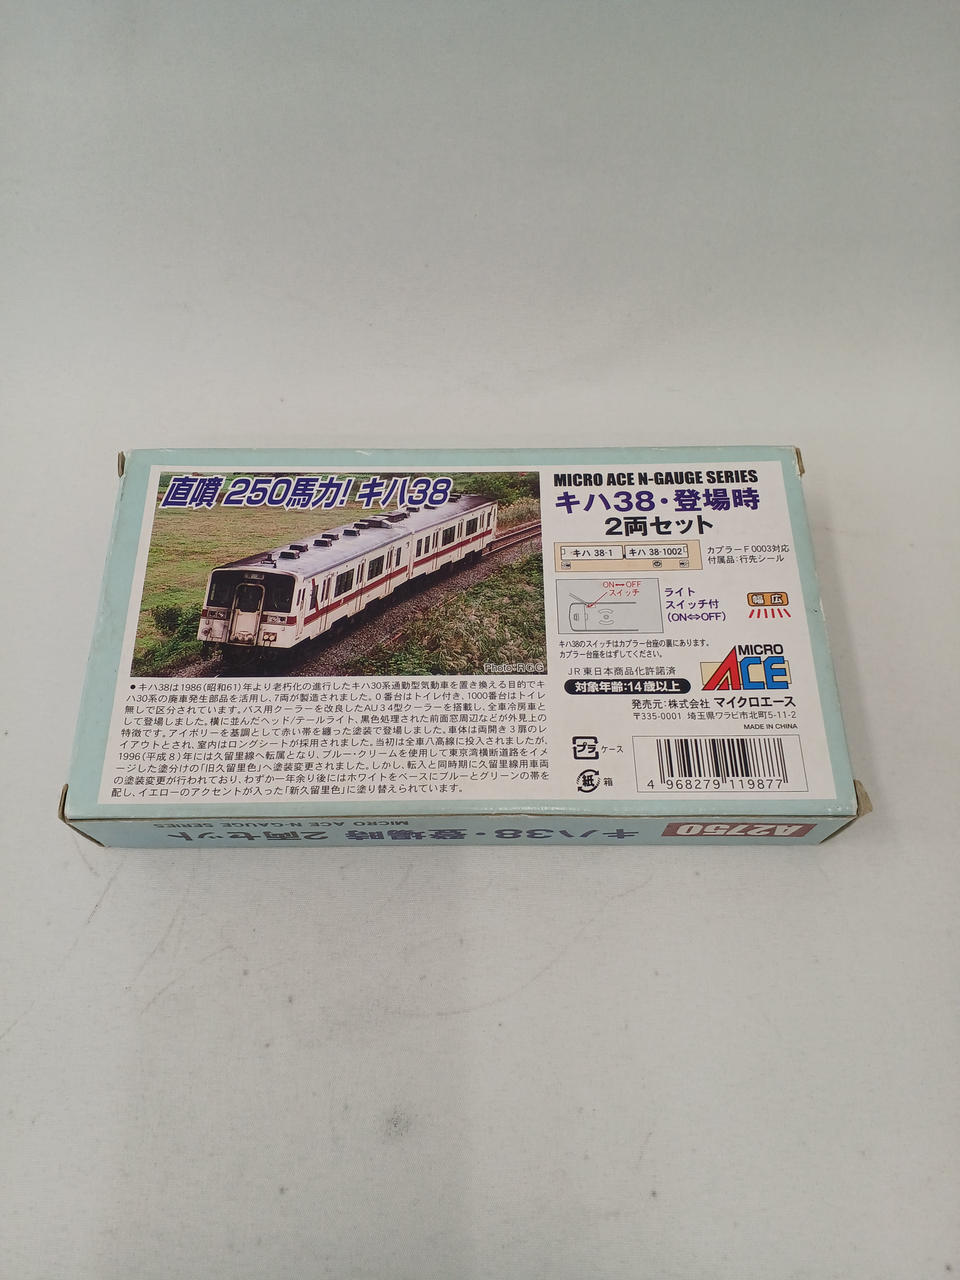 直噴 250馬力! キハ38
Photo: RGG
●キハ38は1986(昭和61)年より老朽化の進行したキハ30系通勤型気動車を置き換える目的でキ
ハ30系の廃車発生部品を活用し、7両が製造されました。0番台はトイレ付き、1000番台はトイレ
無しで区分されています。バス用クーラーを改良したAU34型クーラーを搭載し、全車冷房車と
して登場しました。横に並んだヘッド/テールライト、黒色処理された前面窓周辺などが外見上の
特徴です。アイボリーを基調として赤い帯を纏った塗装で登場しました。車体は両開き3扉のレ
イアウトとされ、室内はロングシートが採用されました。当初は全車八高線に投入されましたが、
1996(平成8)年には久留里線へ転属となり、ブルー・クリームを使用して東京湾横断道路をイメ
ージした塗分けの「旧久留里色」へ塗装変更されました。しかし、転入と同時期に久留里線用車両
の塗装変更が行われており、わずか一年余り後にはホワイトをベースにブルーとグリーンの帯を
配し、イエローのアクセントが入った「新久留里色」に塗り替えられています。
MICRO ACE N-GAUGE SERIES
キハ38・登場時
2両セット
キハ 38-1
キハ 38-1002
カプラーF0003対応
付属品:行先シール
ON↔OFF
スイッチ
ライト
スイッチ付
(ON⇔OFF)
幅広
キハ38のスイッチはカプラー台座の裏にあります。
カプラー台座をはずしてください。
JR東日本商品化許諾済
対象年齢:14歳以上
MICRO
ACE
発売元:株式会社 マイクロエース
〒335-0001 埼玉県ワラビ市北町5-11-2
MADE IN CHINA
プラ ケース
紙 箱
4 968279 119877
A2750
キハ38・登場時 2両セット
MICRO ACE N-GAUGE SERIES